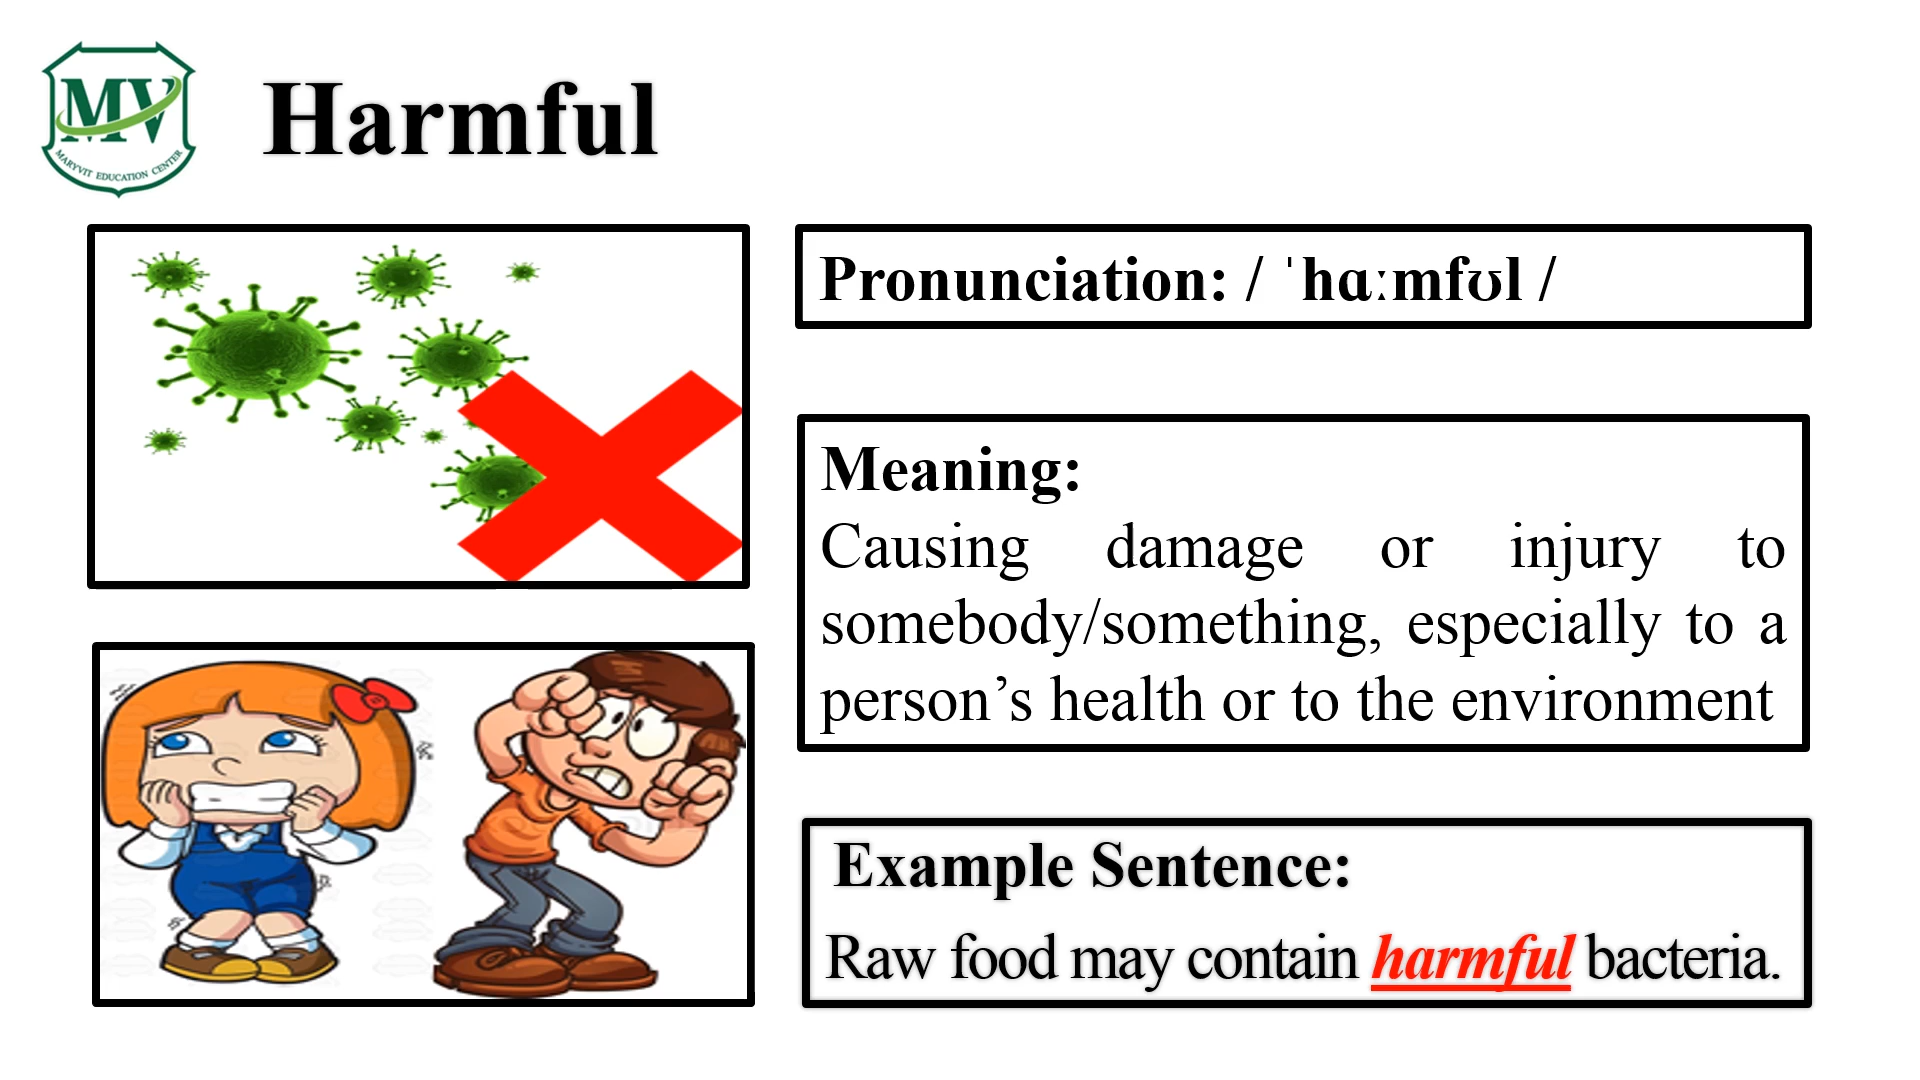 MV
MARYVIT EDUCATION CENTER
Harmful
Pronunciation: / ˈhɑːmfʊl /
Meaning:
Causing damage or injury to
somebody/something, especially to a
person’s health or to the environment
Example Sentence:
Raw food may contain harmful bacteria.